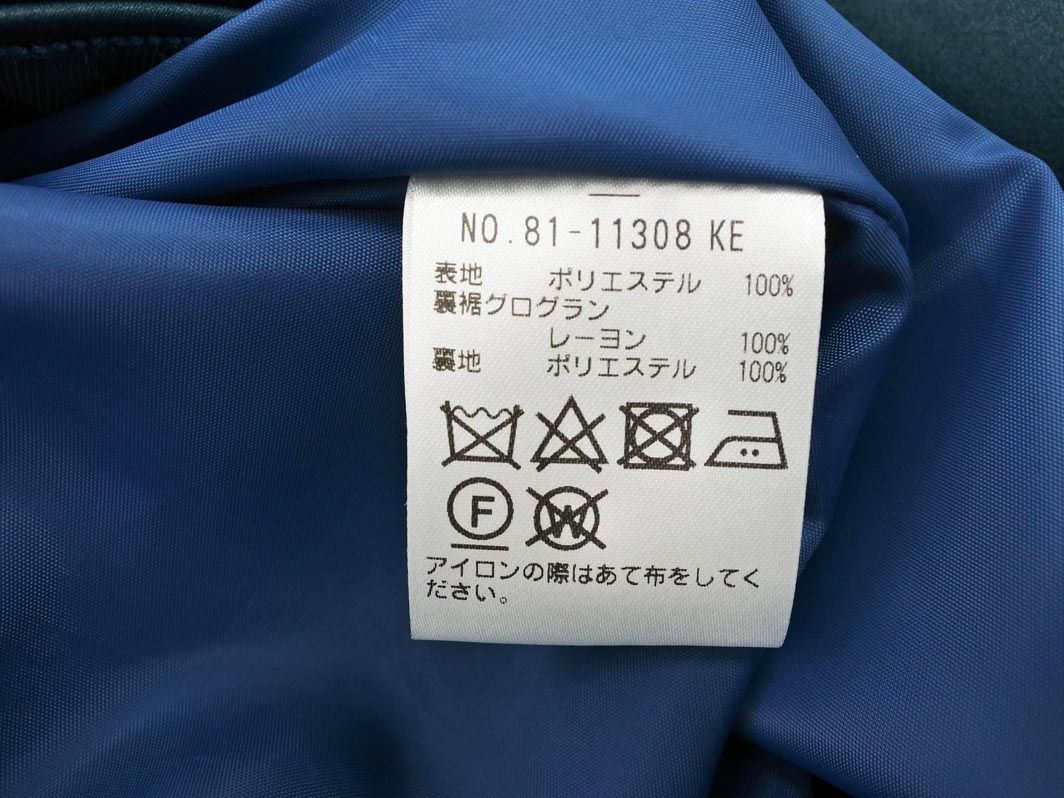 NO.81-11308 KE
表地 ポリエステル 100%
裏裾グログラン
レーヨン 100%
裏地 ポリエステル 100%
F W
アイロンの際はあて布をしてく
ださい。